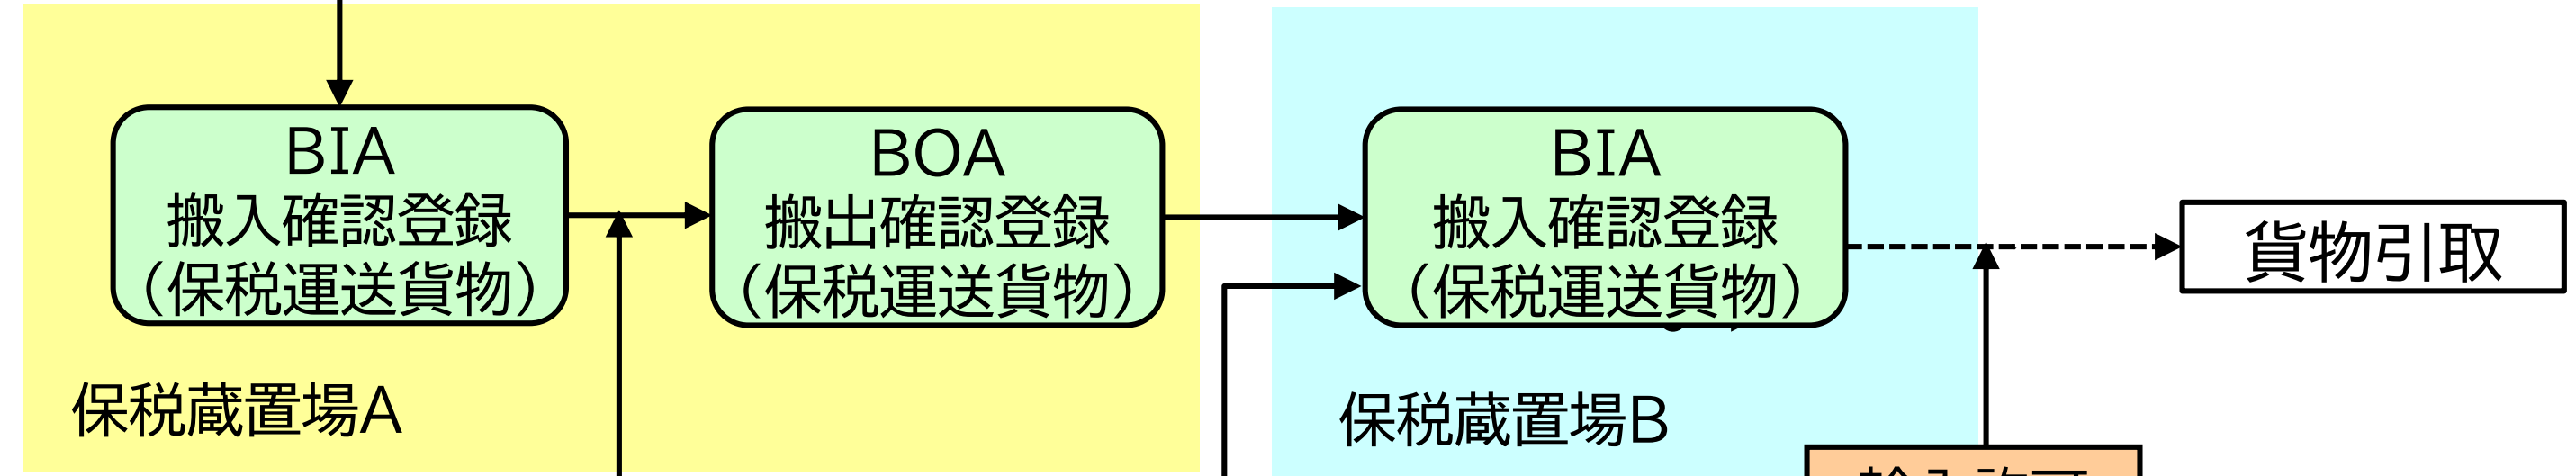 BIA
搬入確認登録
（保税運送貨物）
BOA
搬出確認登録
（保税運送貨物）
BIA
搬入確認登録
（保税運送貨物）
貨物引取
保税蔵置場A
保税蔵置場B